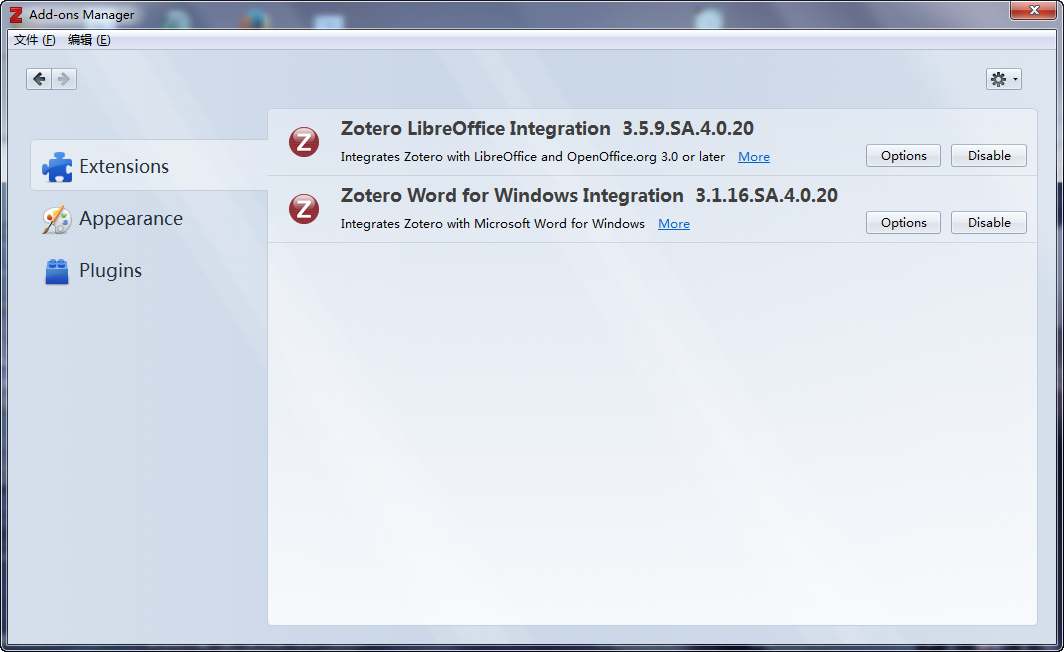 Add-ons Manager
文件 (F) 编辑 (E)
Zotero LibreOffice Integration 3.5.9.SA.4.0.20
Integrates Zotero with LibreOffice and OpenOffice.org 3.0 or later More
Options Disable
Extensions
Zotero Word for Windows Integration 3.1.16.SA.4.0.20
Integrates Zotero with Microsoft Word for Windows More
Options Disable
Appearance
Plugins